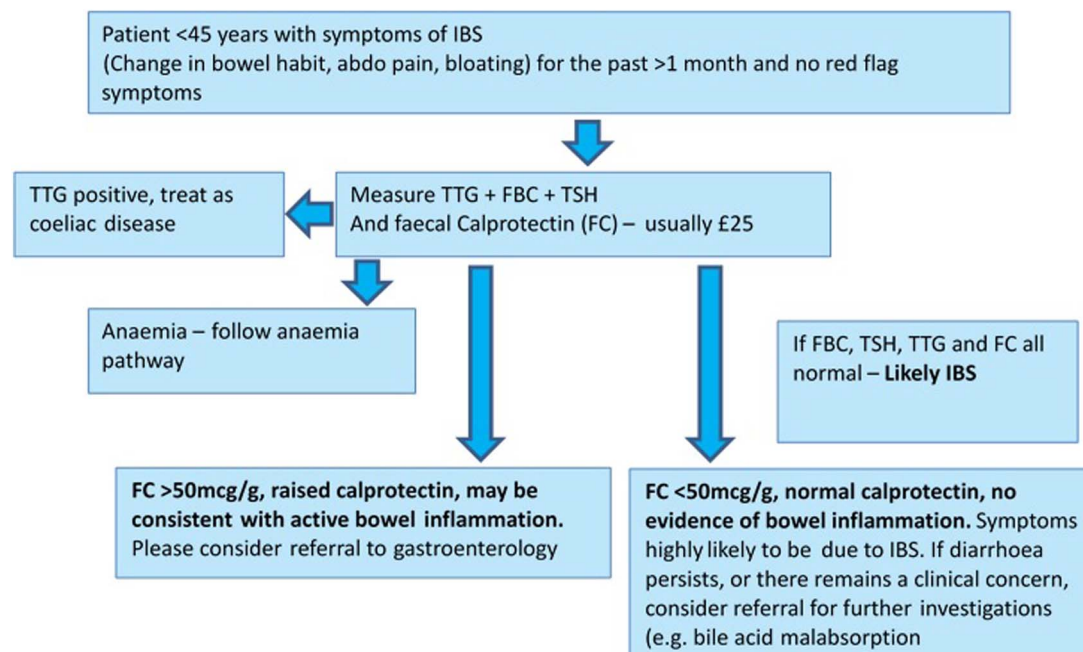 Patient <45 years with symptoms of IBS
(Change in bowel habit, abdo pain, bloating) for the past >1 month and no red flag
symptoms
TTG positive, treat as
coeliac disease
Measure TTG + FBC + TSH
And faecal Calprotectin (FC) – usually £25
Anaemia – follow anaemia
pathway
If FBC, TSH, TTG and FC all
normal – Likely IBS
FC >50mcg/g, raised calprotectin, may be
consistent with active bowel inflammation.
Please consider referral to gastroenterology
FC <50mcg/g, normal calprotectin, no
evidence of bowel inflammation. Symptoms
highly likely to be due to IBS. If diarrhoea
persists, or there remains a clinical concern,
consider referral for further investigations
(e.g. bile acid malabsorption